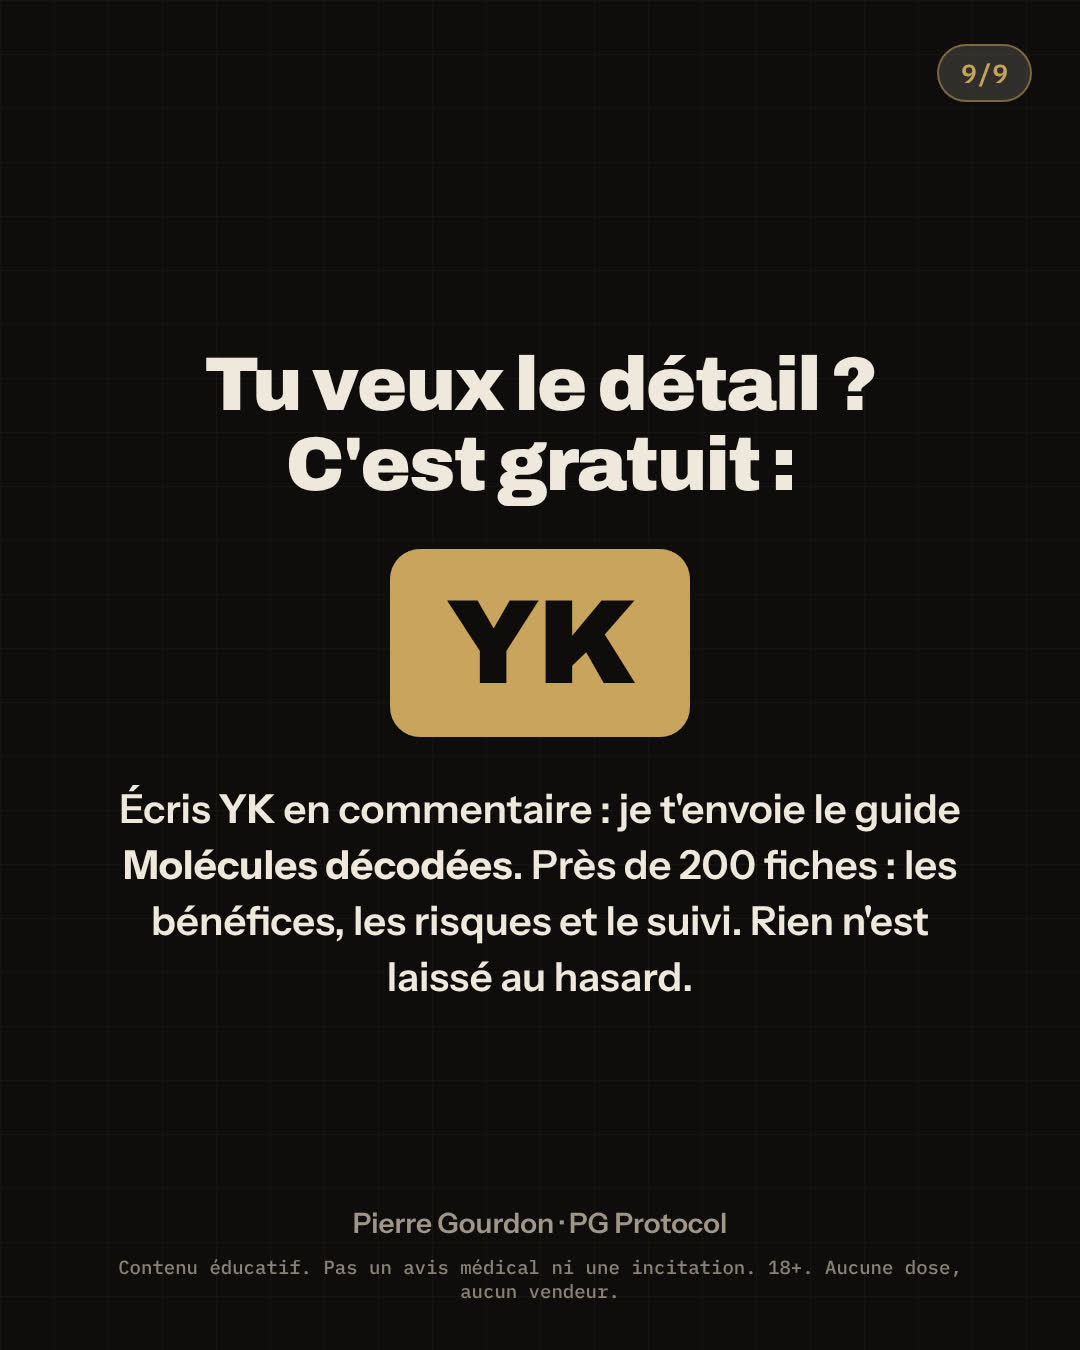 9/9
Tu veux le détail ?
C'est gratuit :
YK
Écris YK en commentaire : je t'envoie le guide
Molécules décodées. Près de 200 fiches : les
bénéfices, les risques et le suivi. Rien n'est
laissé au hasard.
Pierre Gourdon · PG Protocol
Contenu éducatif. Pas un avis médical ni une incitation. 18+. Aucune dose,
aucun vendeur.